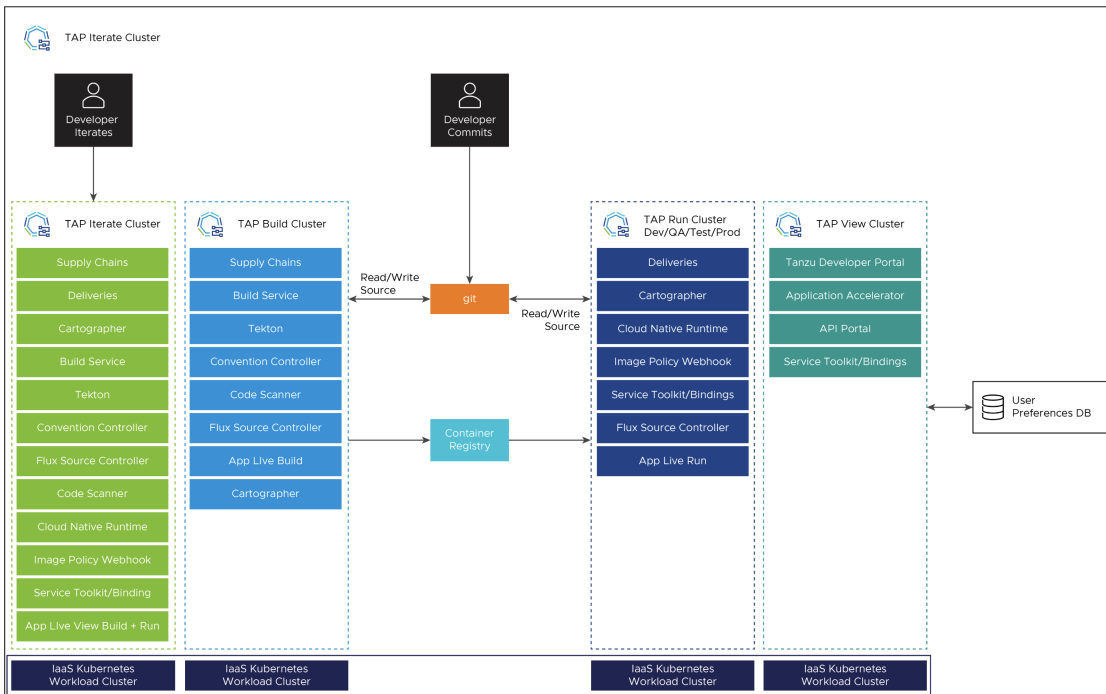 TAP Iterate Cluster
Developer
Iterates
Developer
Commits
TAP Iterate Cluster
Supply Chains
Deliveries
Cartographer
Build Service
Tekton
Convention Controller
Flux Source Controller
Code Scanner
Cloud Native Runtime
Image Policy Webhook
Service Toolkit/Binding
App LIve View Build + Run
TAP Build Cluster
Supply Chains
Build Service
Tekton
Convention Controller
Code Scanner
Flux Source Controller
App LIve Build
Cartographer
Read/Write
Source
git
Read/Write
Source
Container
Registry
TAP Run Cluster
Dev/QA/Test/Prod
Deliveries
Cartographer
Cloud Native Runtime
Image Policy Webhook
Service Toolkit/Bindings
Flux Source Controller
App Live Run
TAP View Cluster
Tanzu Developer Portal
Application Accelerator
API Portal
Service Toolkit/Bindings
User
Preferences DB
IaaS Kubernetes
Workload Cluster
IaaS Kubernetes
Workload Cluster
IaaS Kubernetes
Workload Cluster
IaaS Kubernetes
Workload Cluster